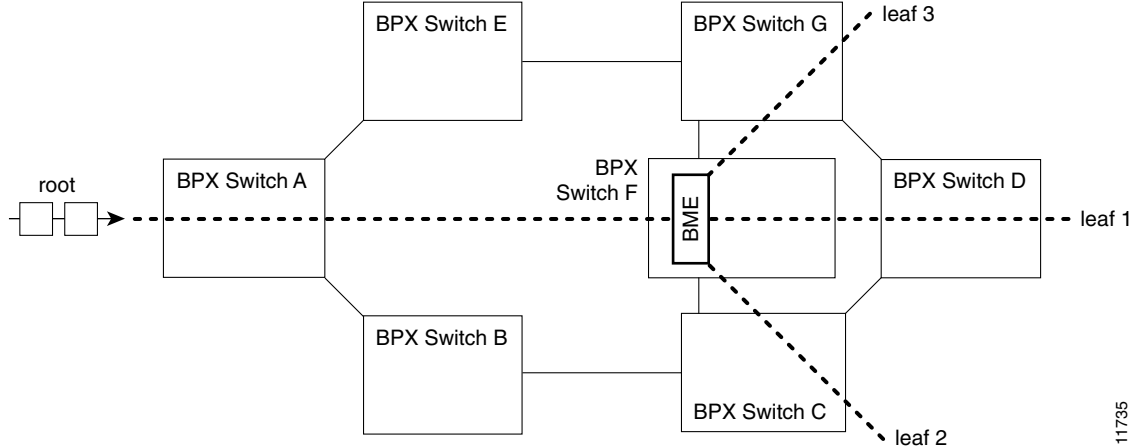 BPX Switch E
BPX Switch G
leaf 3
root
BPX Switch A
BPX
Switch F
BME
BPX Switch D
leaf 1
BPX Switch B
BPX Switch C
leaf 2
11735